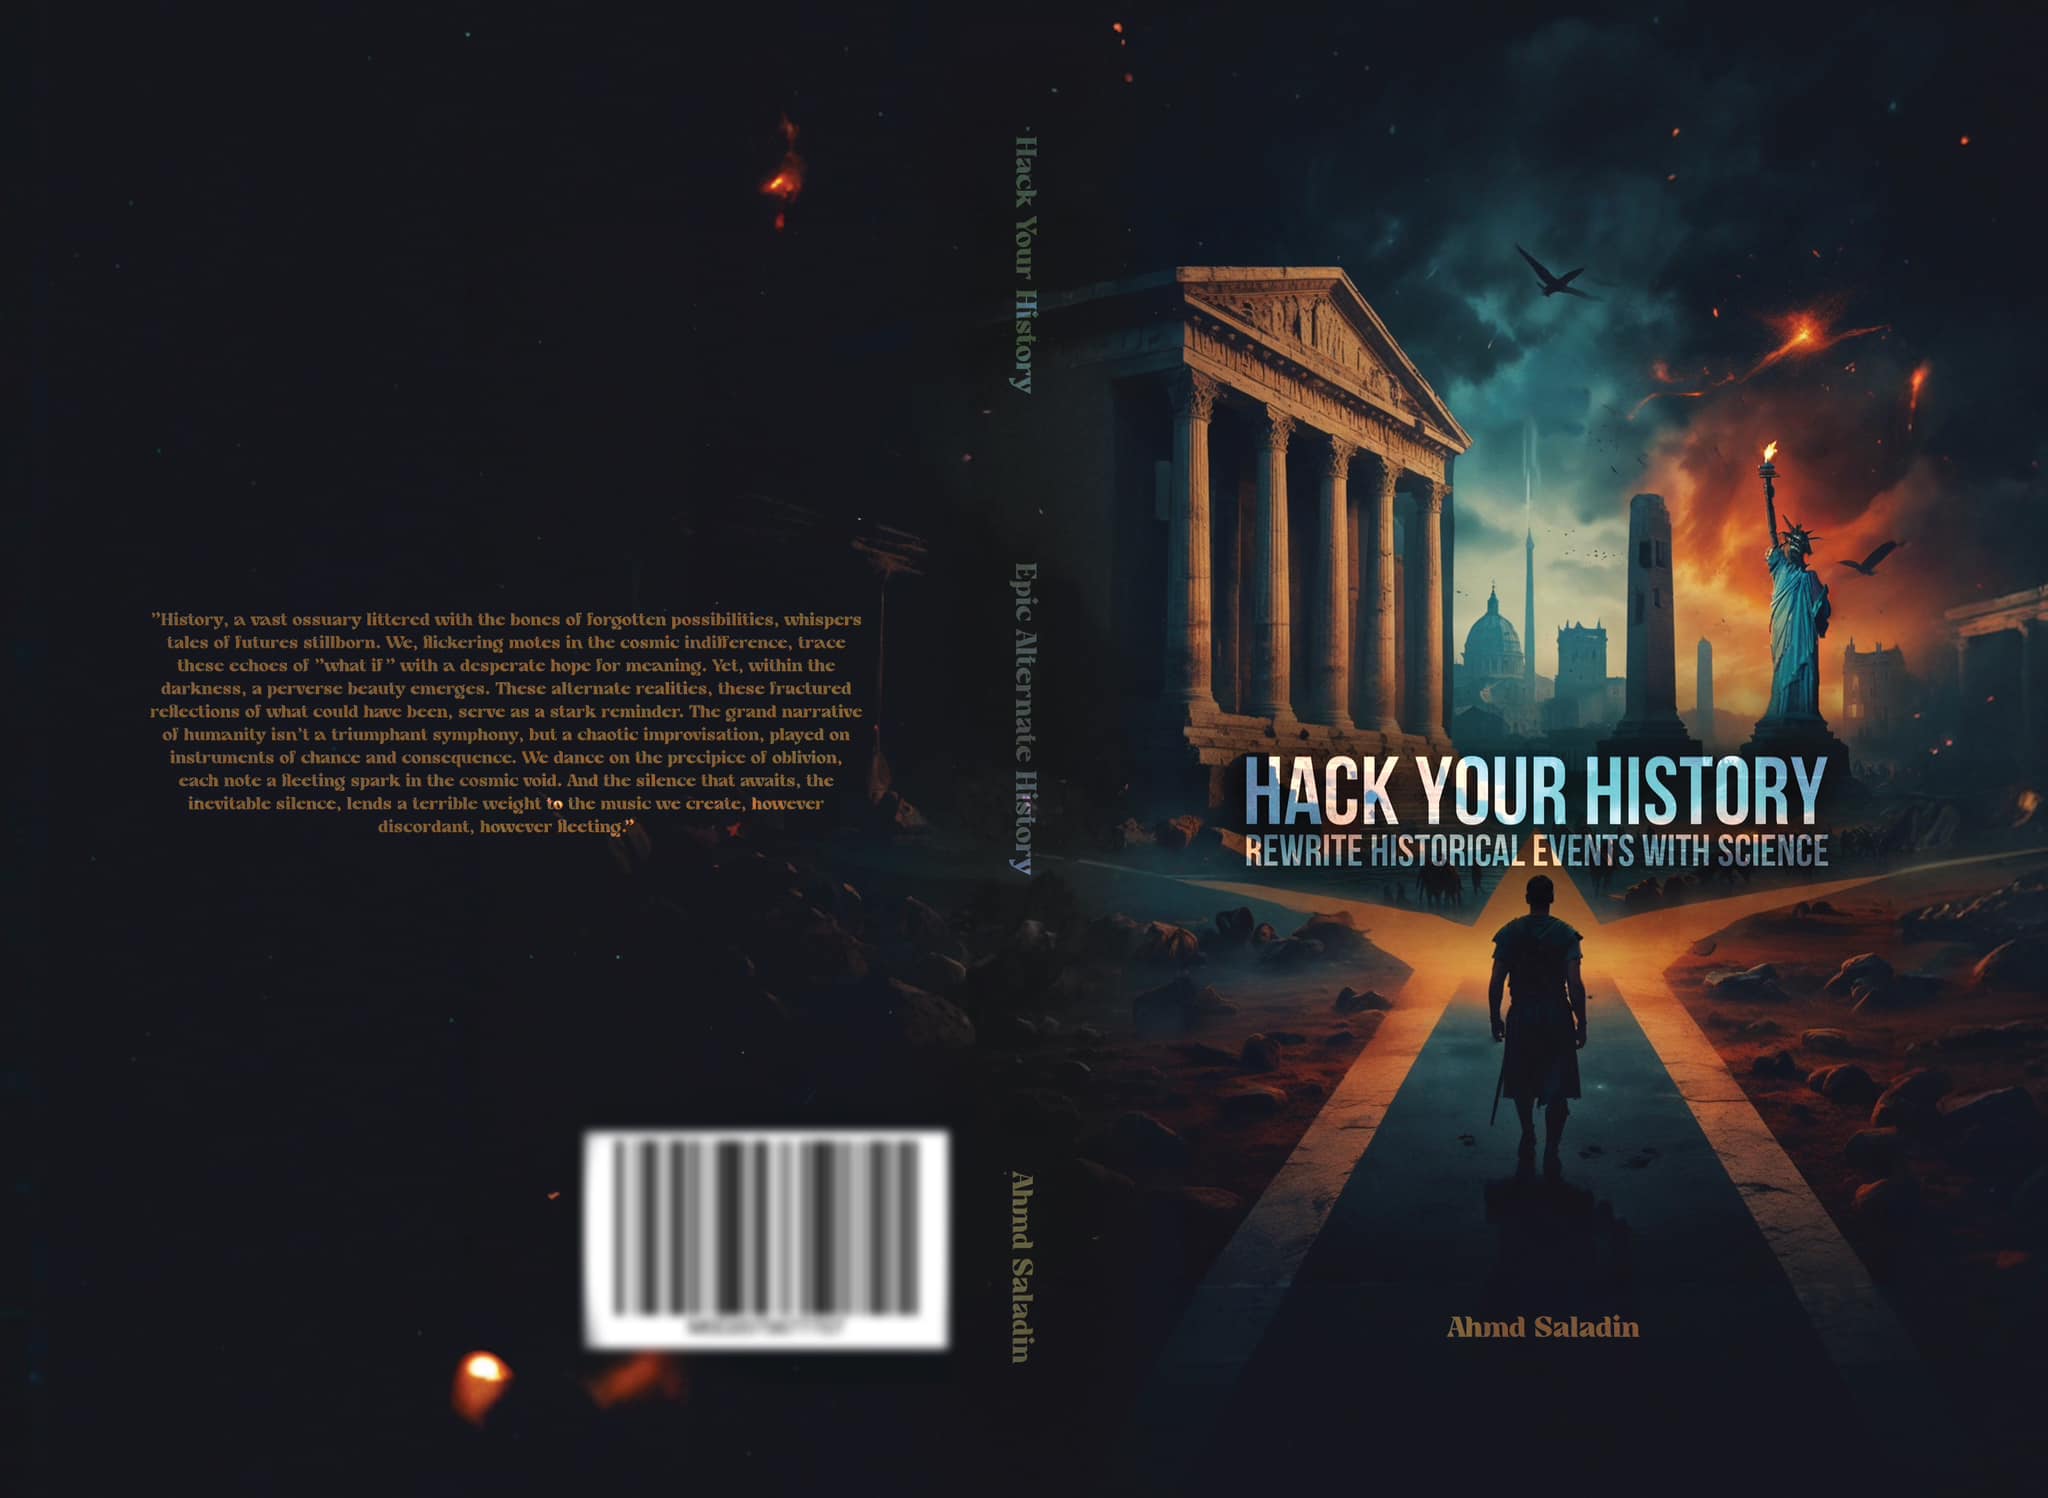 "History, a vast ossuary littered with the bones of forgotten possibilities, whispers
tales of futures stillborn. We, flickering motes in the cosmic indifference, trace
these echoes of "what if" with a desperate hope for meaning. Yet, within the
darkness, a perverse beauty emerges. These alternate realities, these fractured
reflections of what could have been, serve as a stark reminder. The grand narrative
of humanity isn't a triumphant symphony, but a chaotic improvisation, played on
instruments of chance and consequence. We dance on the precipice of oblivion,
each note a fleeting spark in the cosmic void. And the silence that awaits, the
inevitable silence, lends a terrible weight to the music we create, however
discordant, however fleeting."
Hack Your History
Epic Alternate History
Ahmd Saladin
HACK YOUR HISTORY
REWRITE HISTORICAL EVENTS WITH SCIENCE
Ahmd Saladin